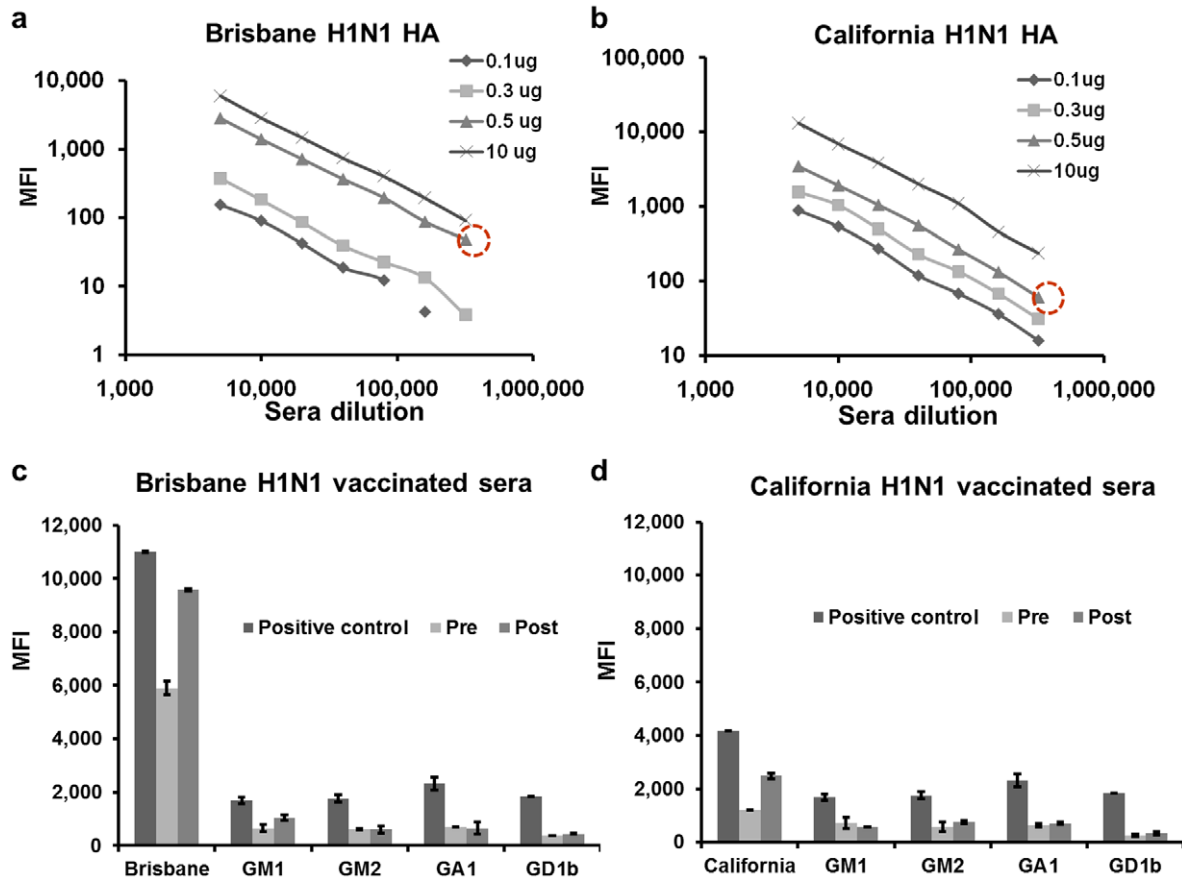 a
Brisbane H1N1 HA
0.1ug
0.3 ug
0.5 ug
10 ug
10,000
1,000
100
10
1
MFI
1,000 10,000 100,000 1,000,000
Sera dilution
b
California H1N1 HA
0.1ug
0.3ug
0.5ug
10ug
100,000
10,000
1,000
100
10
MFI
1,000 10,000 100,000 1,000,000
Sera dilution
c
Brisbane H1N1 vaccinated sera
12,000
10,000
8,000
6,000
4,000
2,000
0
MFI
Positive control Pre Post
Brisbane GM1 GM2 GA1 GD1b
d
California H1N1 vaccinated sera
12,000
10,000
8,000
6,000
4,000
2,000
0
MFI
Positive control Pre Post
California GM1 GM2 GA1 GD1b